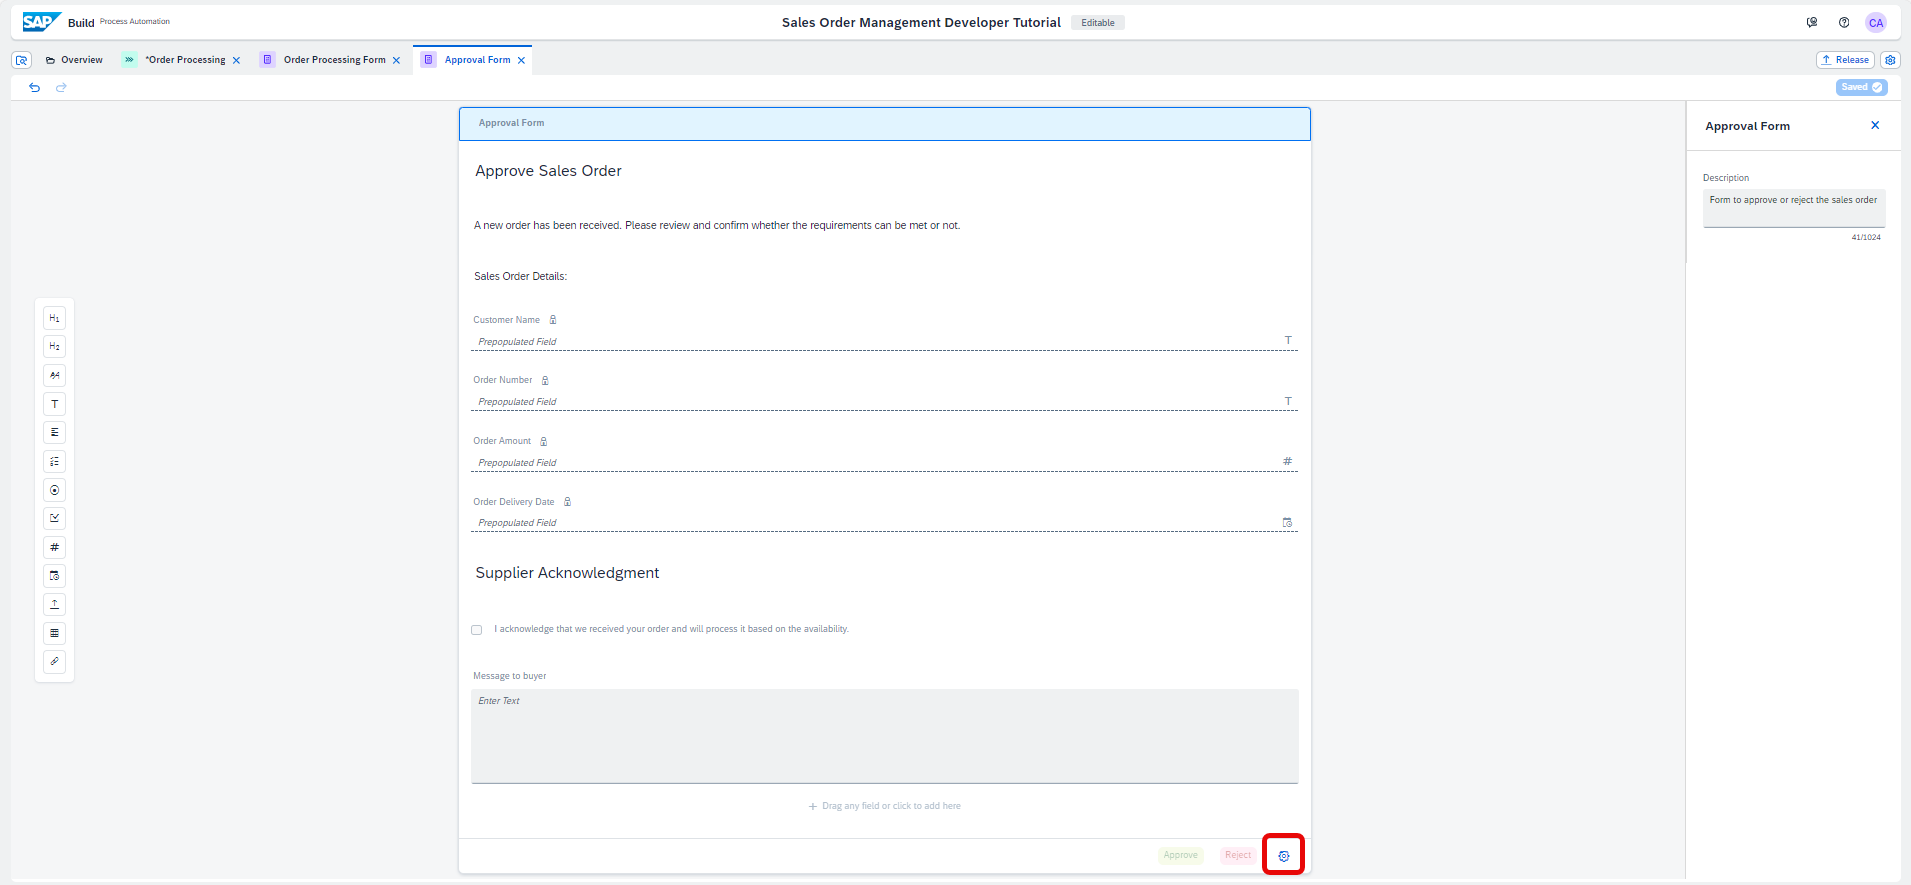 SAP Build Process Automation
Sales Order Management Developer Tutorial Editable
CA
Overview *Order Processing Order Processing Form Approval Form Release
Saved
Approval Form
Approval Form
Description
Form to approve or reject the sales order
41/1024
Approve Sales Order
A new order has been received. Please review and confirm whether the requirements can be met or not.
Sales Order Details:
Customer Name
Prepopulated Field T
Order Number
Prepopulated Field T
Order Amount
Prepopulated Field #
Order Delivery Date
Prepopulated Field
Supplier Acknowledgment
I acknowledge that we received your order and will process it based on the availability.
Message to buyer
Enter Text
+ Drag any field or click to add here
Approve Reject
H1
H2
T
#